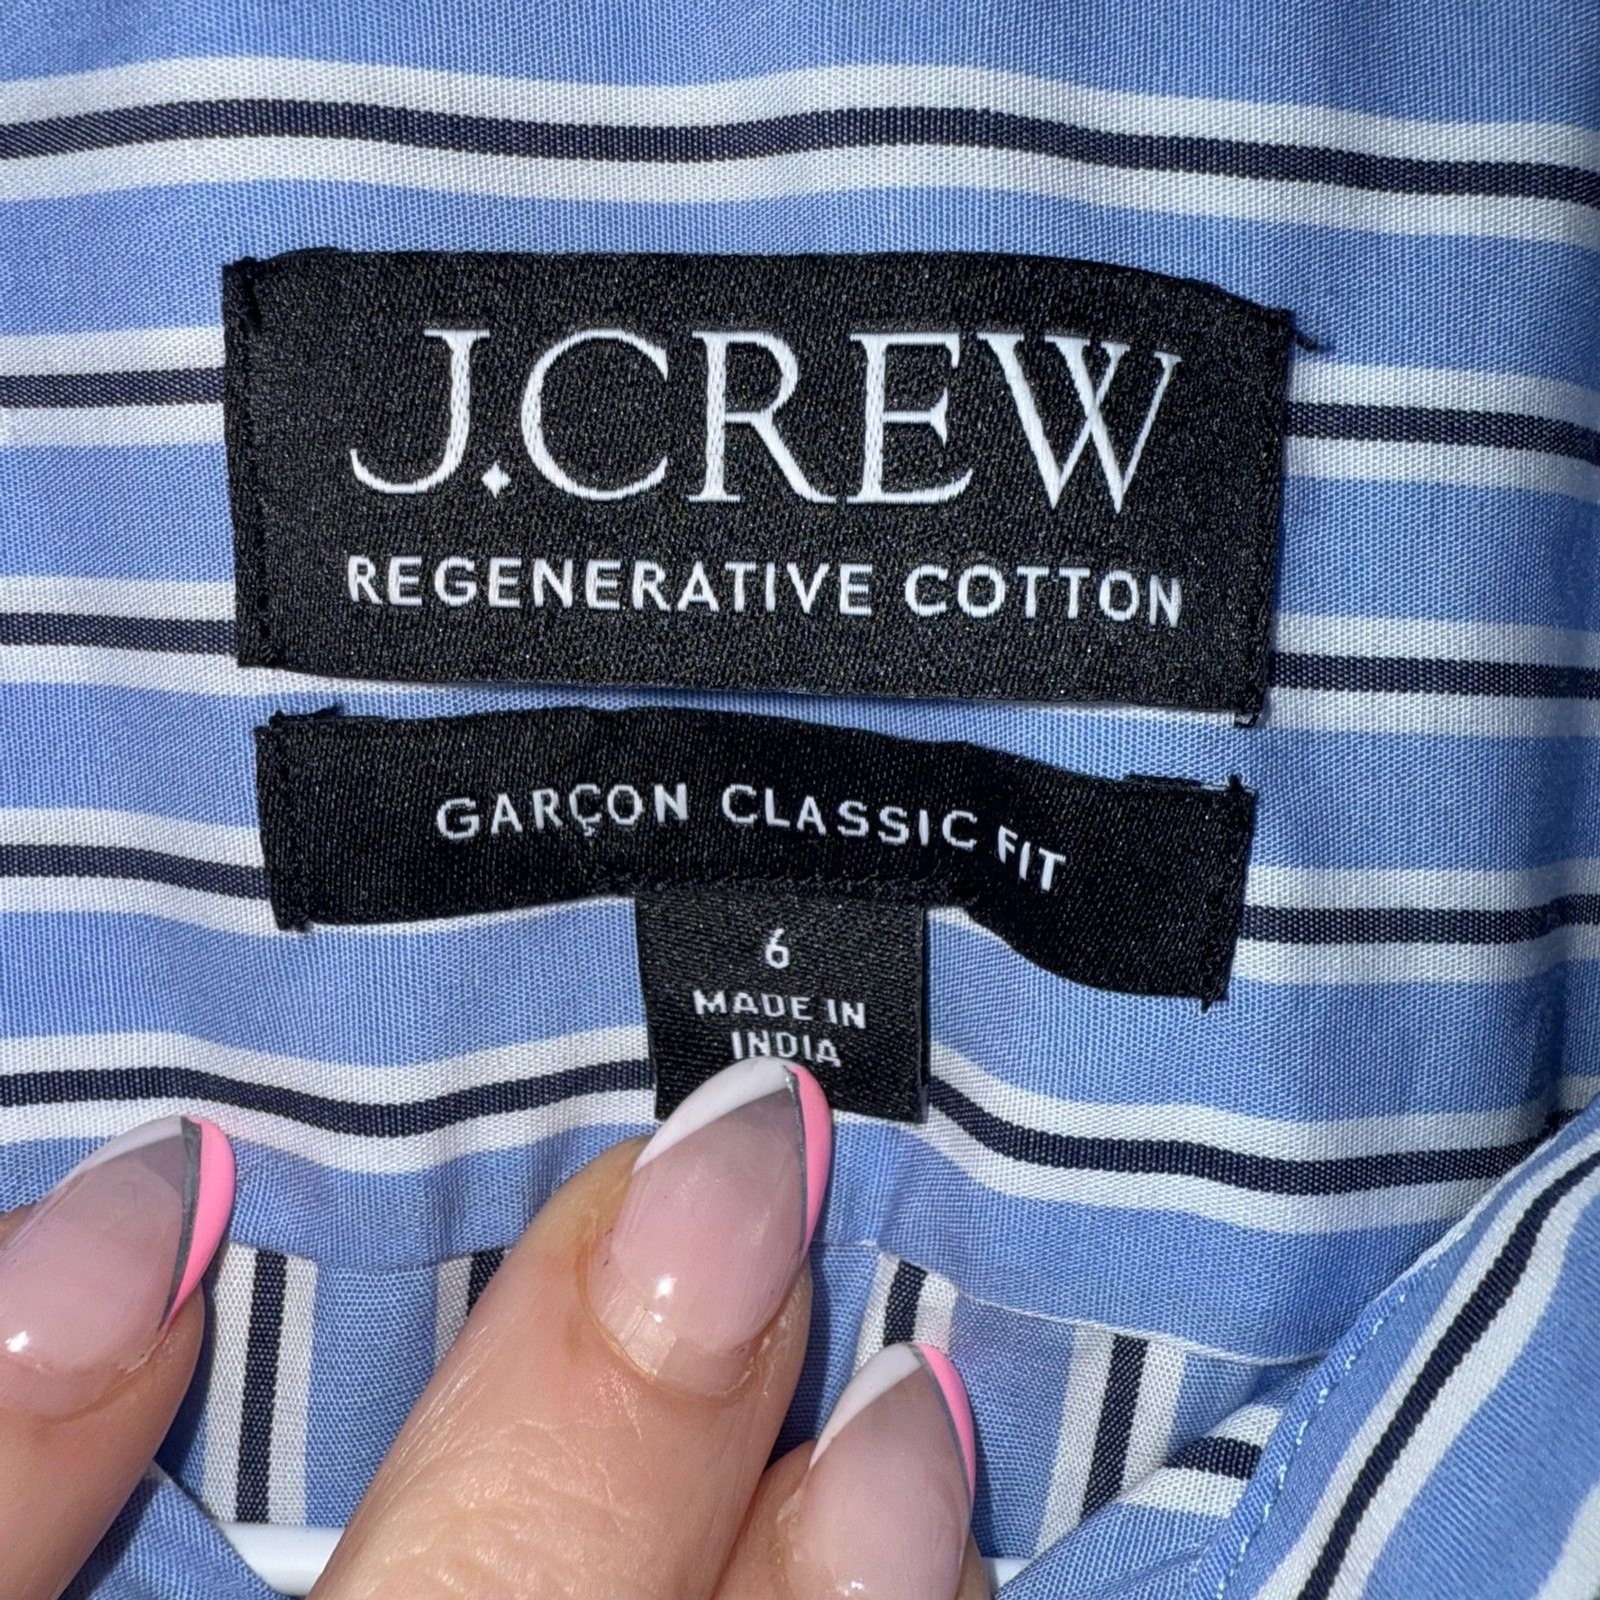 J.CREW
REGENERATIVE COTTON
GARÇON CLASSIC FIT
6
MADE IN
INDIA